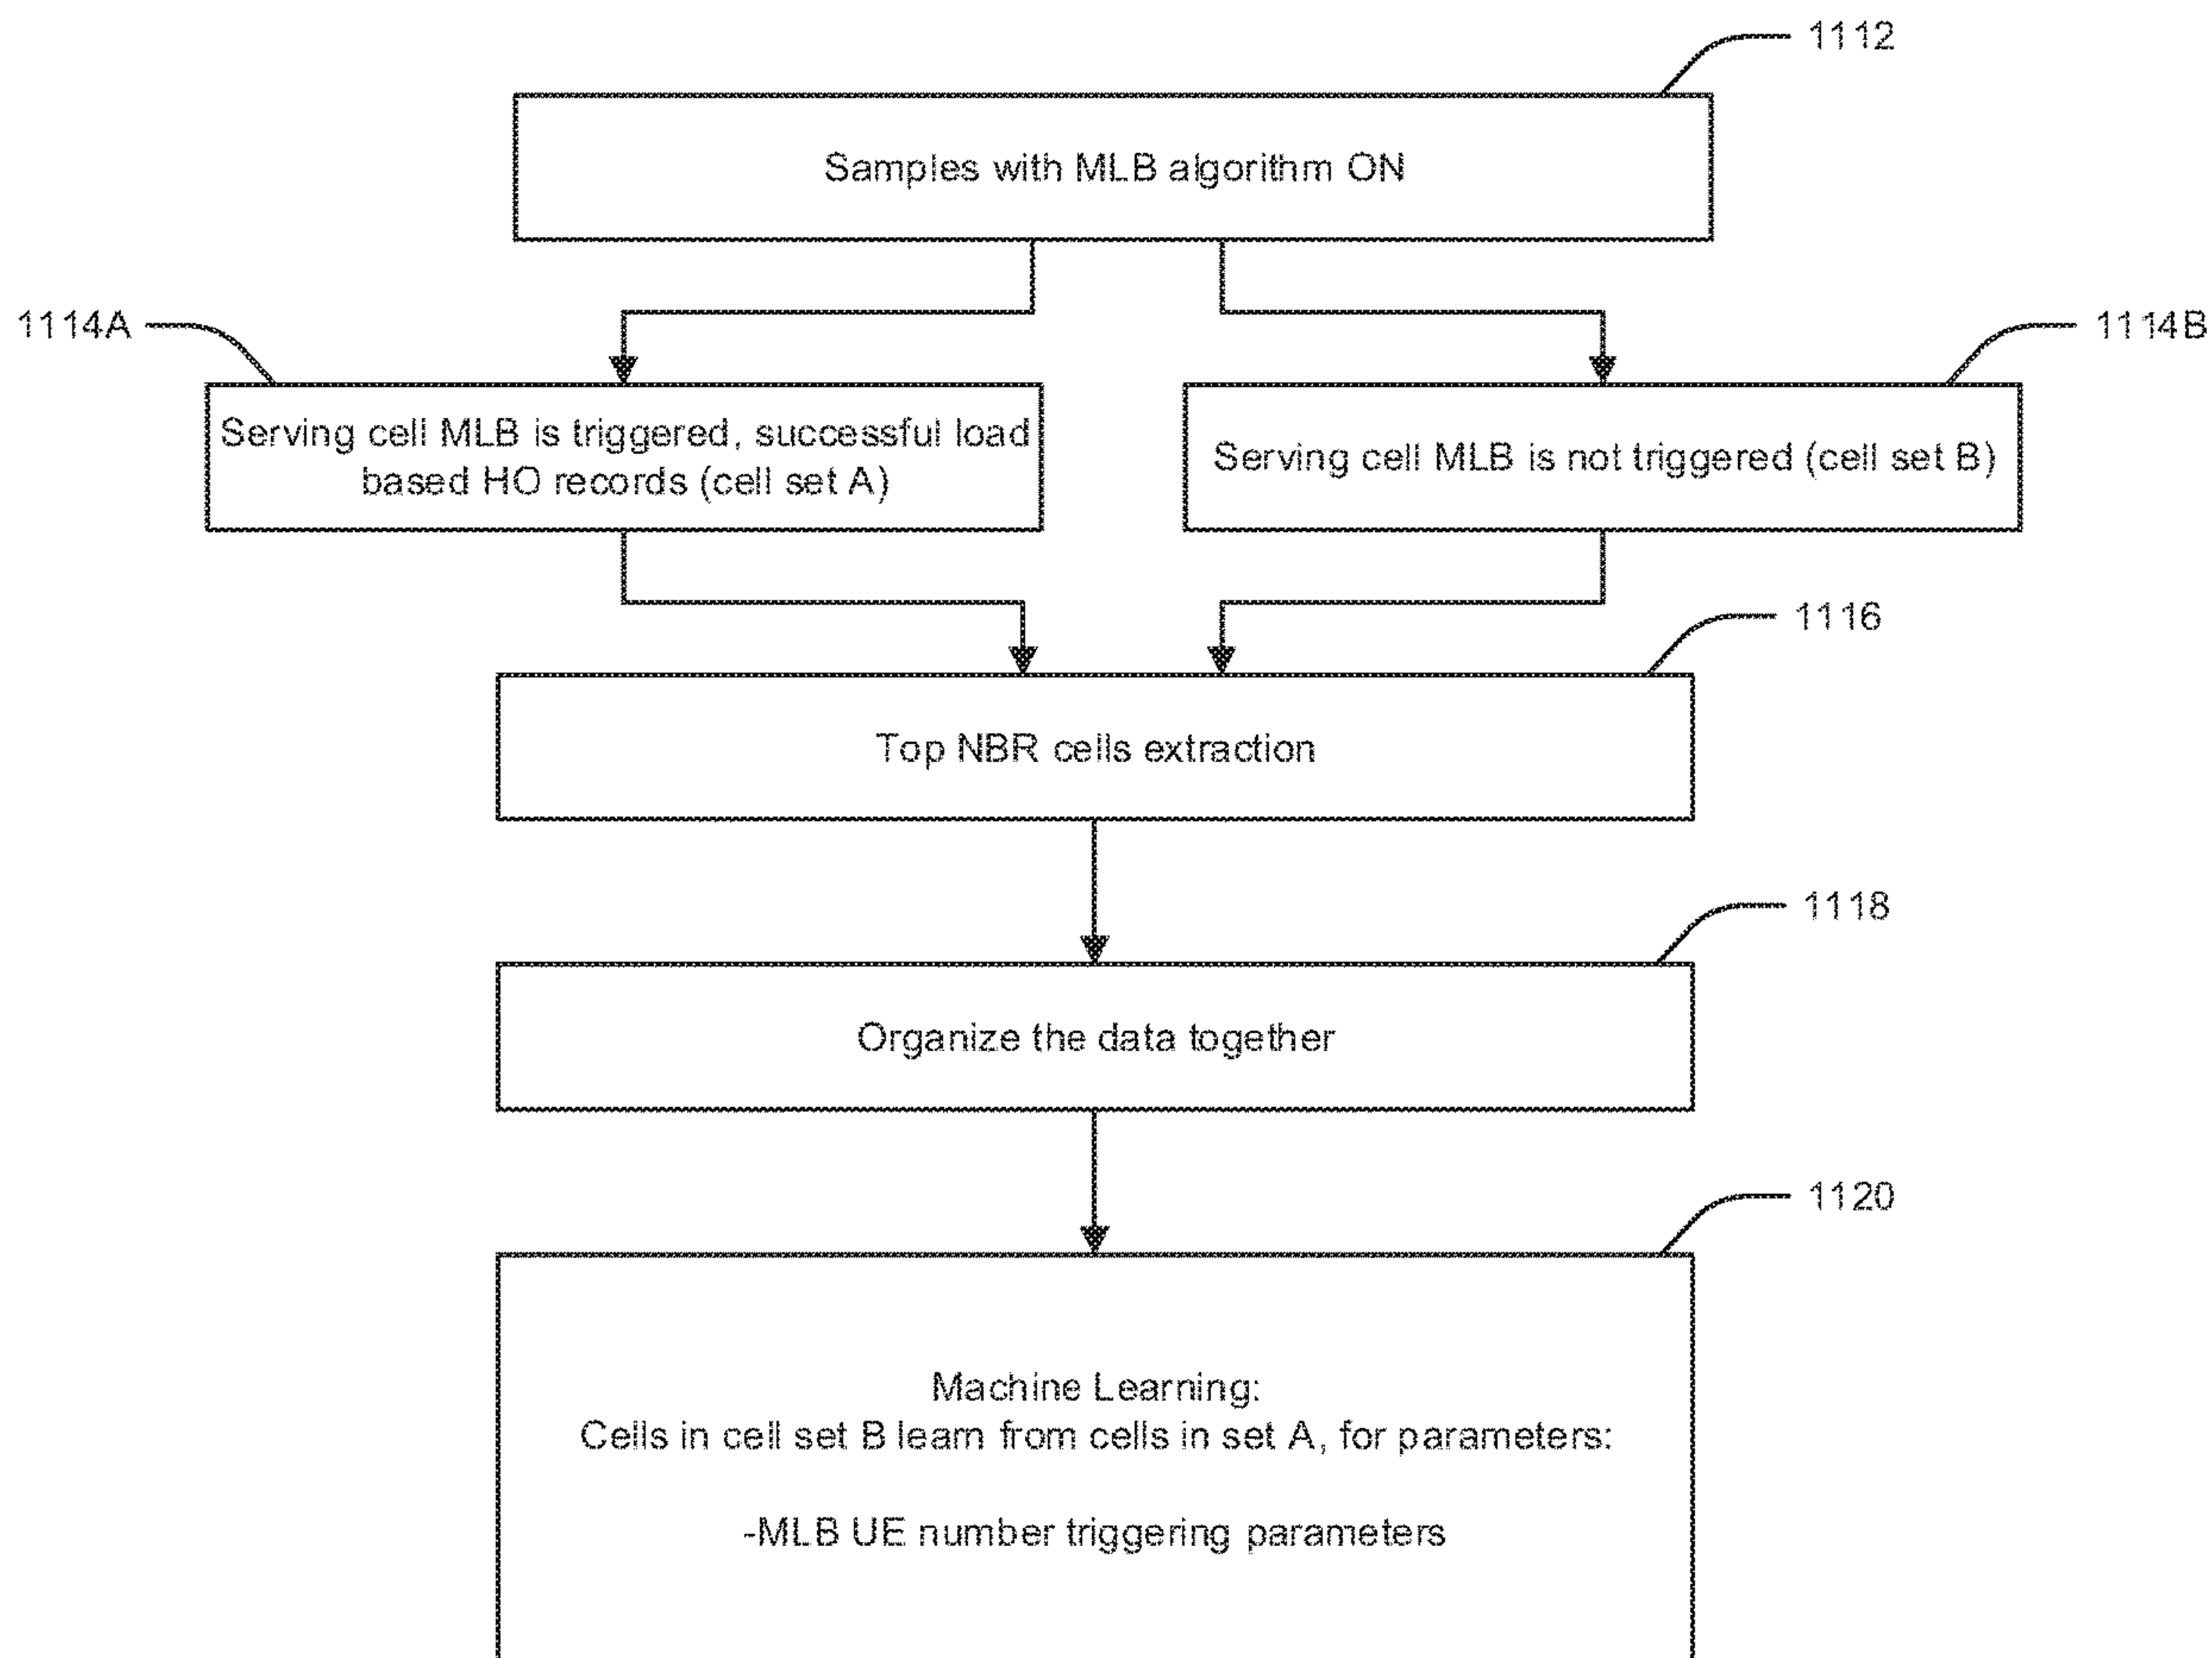 1112
Samples with MLB algorithm ON
1114A
1114B
Serving cell MLB is triggered, successful load
based HO records (cell set A)
Serving cell MLB is not triggered (cell set B)
1116
Top NBR cells extraction
1118
Organize the data together
1120
Machine Learning:
Cells in cell set B learn from cells in set A, for parameters:
-MLB UE number triggering parameters